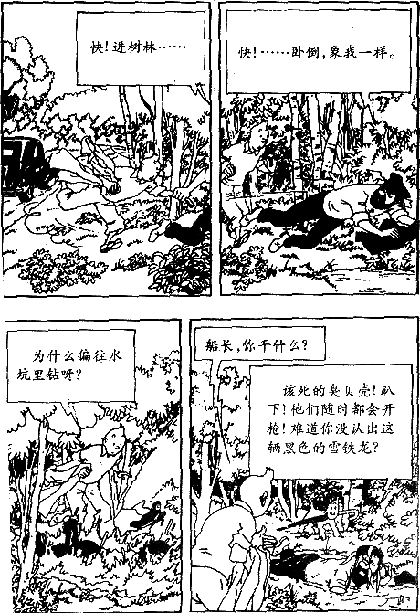 快！进树林……
快！……卧倒，象我一样。
为什么偏往水
坑里钻呀？
船长，你干什么？
该死的臭贝壳！趴
下！他们随时都会开
枪！难道你没认出这
辆黑色的雪铁龙？